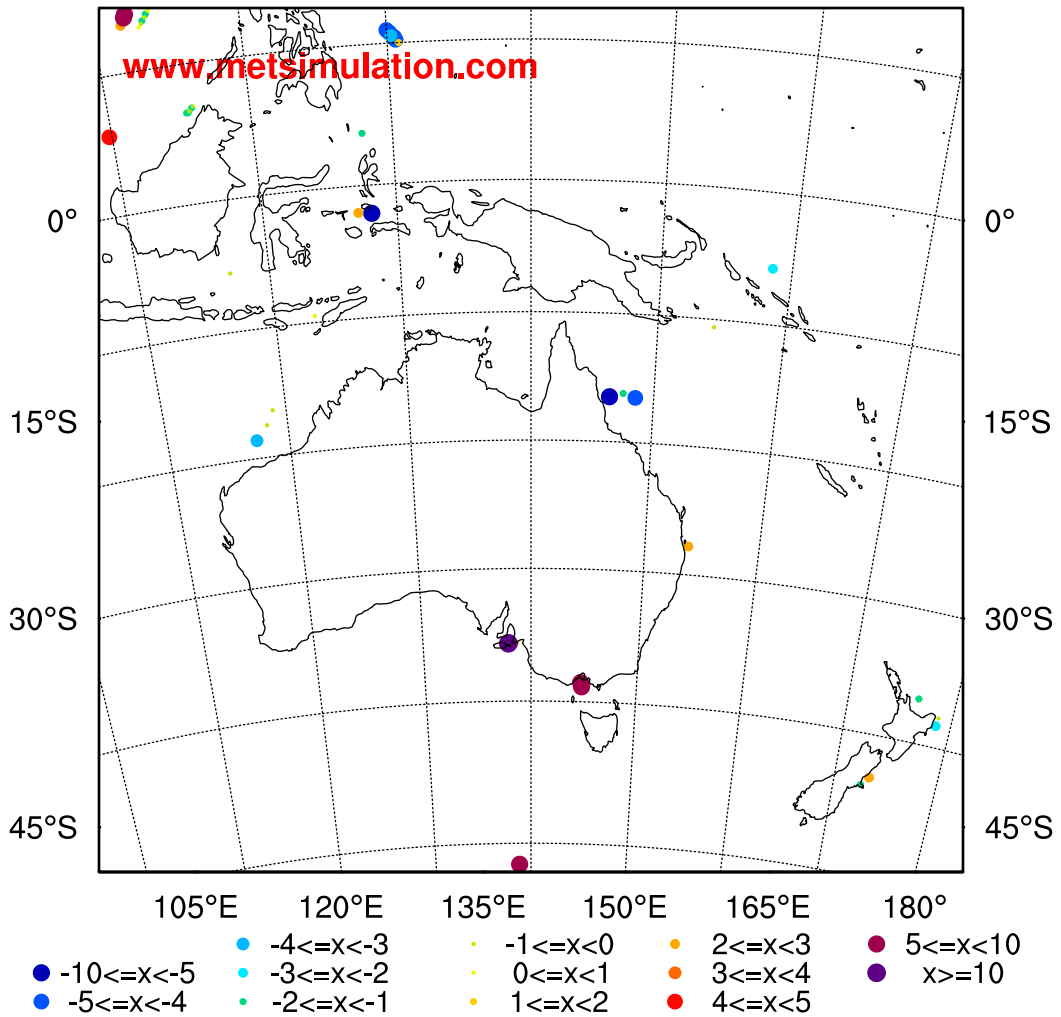 www.metsimulation.com
0° 0°
15°S 15°S
30°S 30°S
45°S 45°S
105°E 120°E 135°E 150°E 165°E 180°
-4<=x<-3 -1<=x<0 2<=x<3 5<=x<10
-10<=x<-5 -3<=x<-2 0<=x<1 3<=x<4 x>=10
-5<=x<-4 -2<=x<-1 1<=x<2 4<=x<5